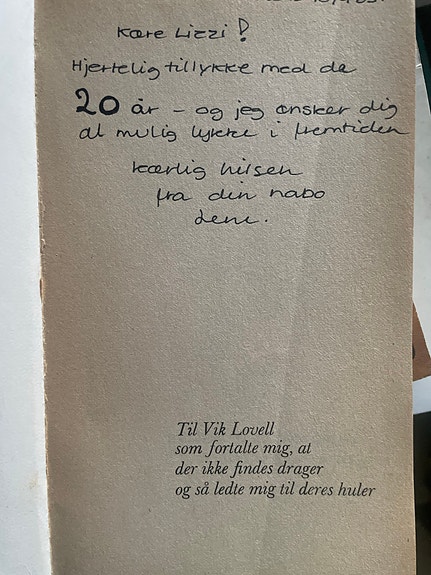 Kære Lizzi!
Hjertelig tillykke med de
20 år - og jeg ønsker dig
al mulig lykke i fremtiden
Kærlig hilsen
fra din nabo
Til Vik Lovell
som fortalte mig, at
der ikke findes drager
og så ledte mig til deres huler